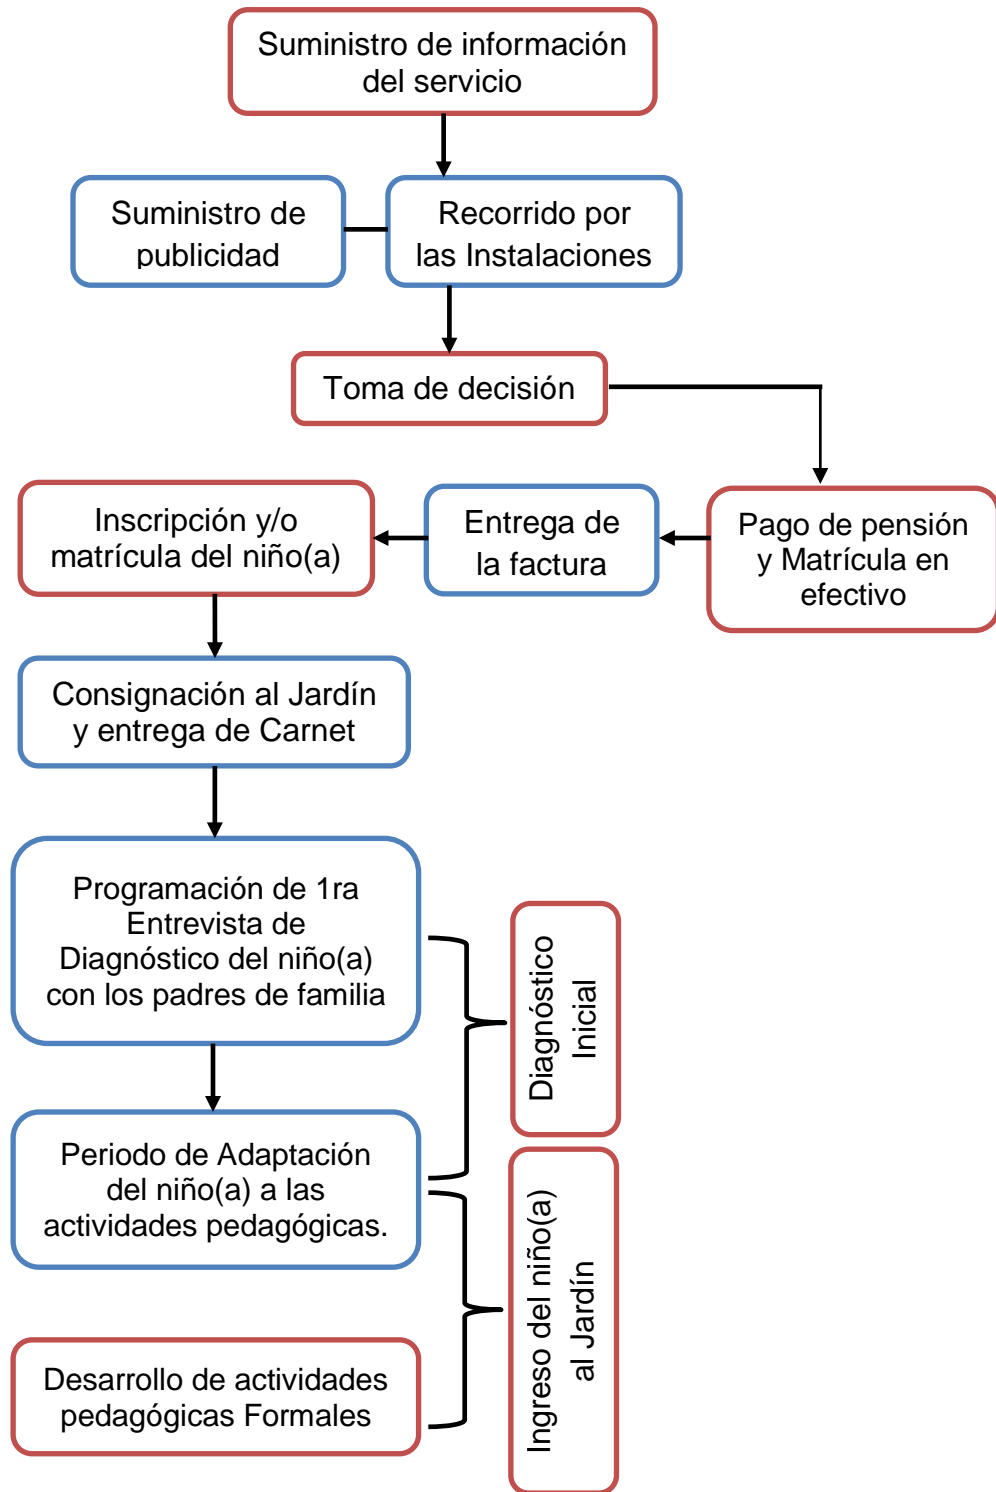 Suministro de información
del servicio
Suministro de
publicidad
Recorrido por
las Instalaciones
Toma de decisión
Inscripción y/o
matrícula del niño(a)
Entrega de
la factura
Pago de pensión
y Matrícula en
efectivo
Consignación al Jardín
y entrega de Carnet
Programación de 1ra
Entrevista de
Diagnóstico del niño(a)
con los padres de familia
Diagnóstico
Inicial
Periodo de Adaptación
del niño(a) a las
actividades pedagógicas.
Ingreso del niño(a)
al Jardín
Desarrollo de actividades
pedagógicas Formales